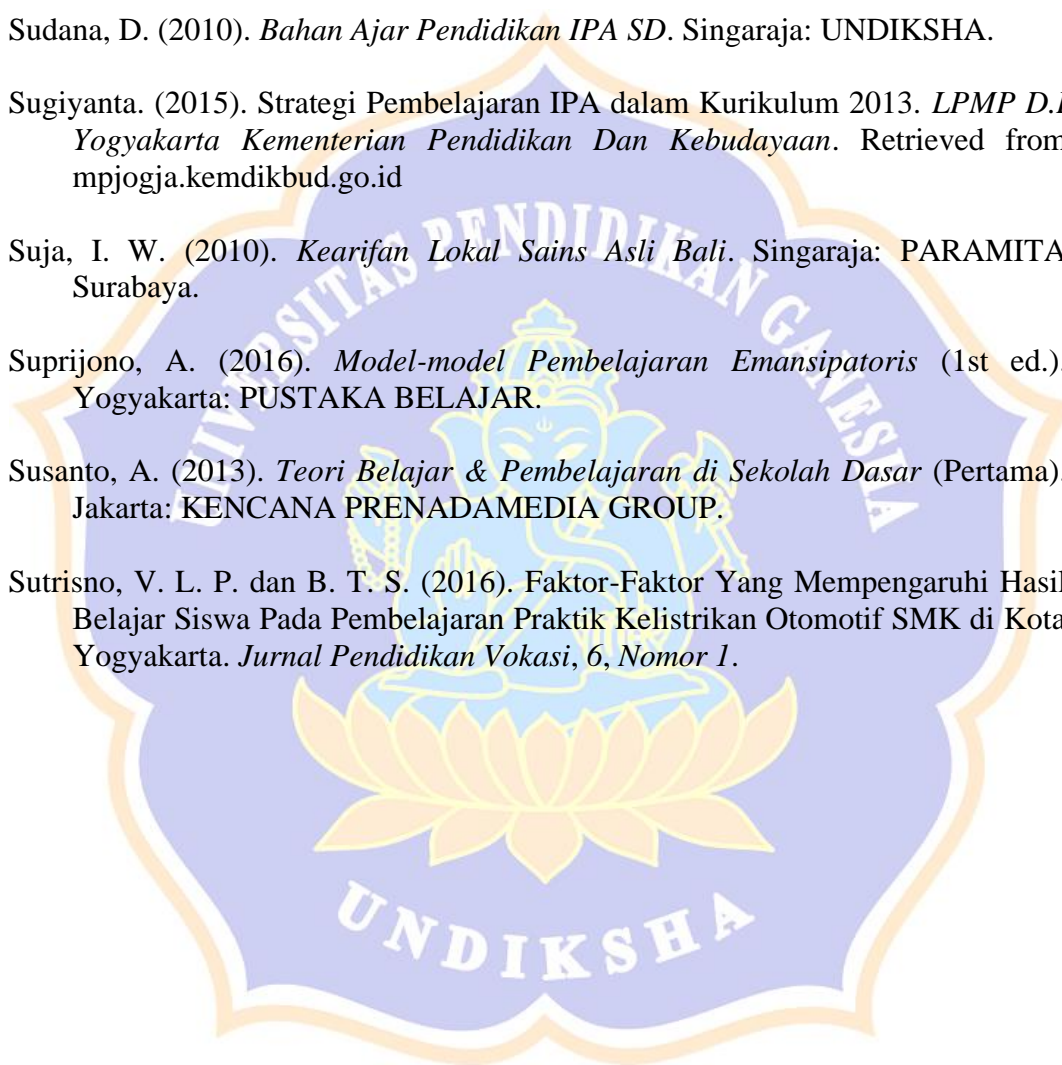 Sudana, D. (2010). Bahan Ajar Pendidikan IPA SD. Singaraja: UNDIKSHA.
Sugiyanta. (2015). Strategi Pembelajaran IPA dalam Kurikulum 2013. LPMP D.I
Yogyakarta Kementerian Pendidikan Dan Kebudayaan. Retrieved from
mpjogja.kemdikbud.go.id
Suja, I. W. (2010). Kearifan Lokal Sains Asli Bali. Singaraja: PARAMITA
Surabaya.
Suprijono, A. (2016). Model-model Pembelajaran Emansipatoris (1st ed.).
Yogyakarta: PUSTAKA BELAJAR.
Susanto, A. (2013). Teori Belajar & Pembelajaran di Sekolah Dasar (Pertama).
Jakarta: KENCANA PRENADAMEDIA GROUP.
Sutrisno, V. L. P. dan B. T. S. (2016). Faktor-Faktor Yang Mempengaruhi Hasil
Belajar Siswa Pada Pembelajaran Praktik Kelistrikan Otomotif SMK di Kota
Yogyakarta. Jurnal Pendidikan Vokasi, 6, Nomor 1.
UNIVERSITAS PENDIDIKAN GANESHA
UNDIKSHA